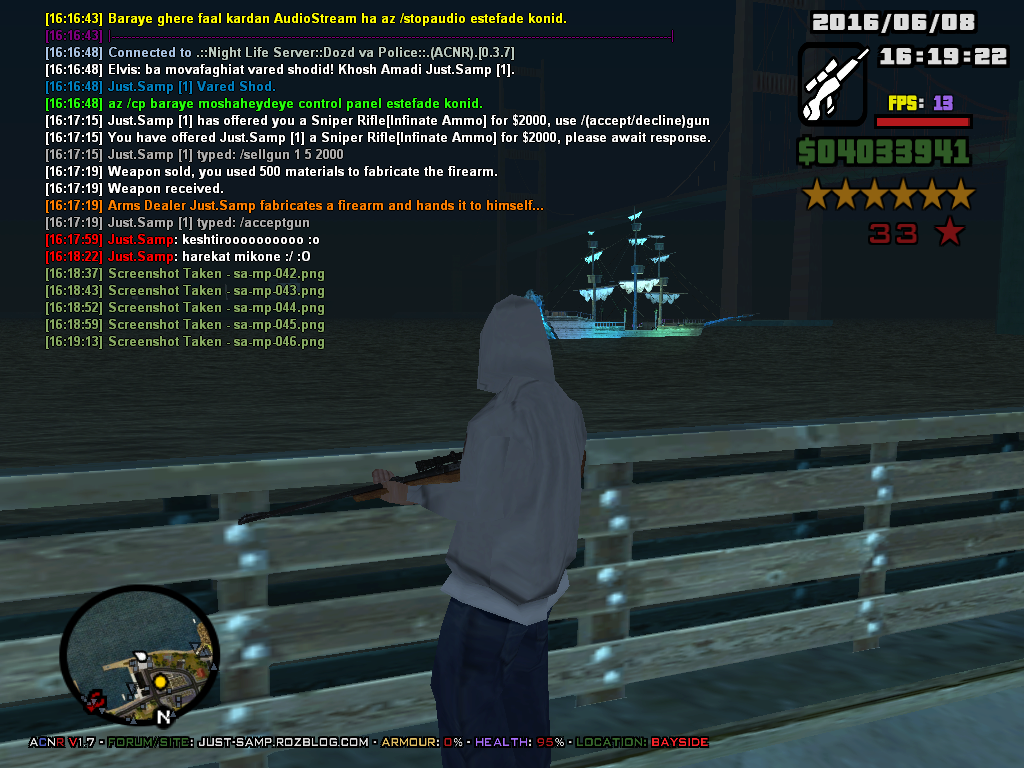 [16:16:43] Baraye ghere faal kardan AudioStream ha az /stopaudio estefade konid.
[16:16:43]
[16:16:48] Connected to .::Night Life Server::Dozd va Police::.(ACNR).[0.3.7]
[16:16:48] Elvis: ba movafaghiat vared shodid! Khosh Amadi Just.Samp [1].
[16:16:48] Just.Samp [1] Vared Shod.
[16:16:48] az /cp baraye moshaheydeye control panel estefade konid.
[16:17:15] Just.Samp [1] has offered you a Sniper Rifle[Infinate Ammo] for $2000, use /(accept/decline)gun
[16:17:15] You have offered Just.Samp [1] a Sniper Rifle[Infinate Ammo] for $2000, please await response.
[16:17:15] Just.Samp [1] typed: /sellgun 1 5 2000
[16:17:19] Weapon sold, you used 500 materials to fabricate the firearm.
[16:17:19] Weapon received.
[16:17:19] Arms Dealer Just.Samp fabricates a firearm and hands it to himself...
[16:17:19] Just.Samp [1] typed: /acceptgun
[16:17:59] Just.Samp: keshtiroooooooooo :o
[16:18:22] Just.Samp: harekat mikone :/ :O
[16:18:37] Screenshot Taken - sa-mp-042.png
[16:18:43] Screenshot Taken - sa-mp-043.png
[16:18:52] Screenshot Taken - sa-mp-044.png
[16:18:59] Screenshot Taken - sa-mp-045.png
[16:19:13] Screenshot Taken - sa-mp-046.png
2016/06/08
16:19:22
FPS: 13
$04033941
33
N
ACNR V1.7 - FORUM/SITE: JUST-SAMP.ROZBLOG.COM - ARMOUR: 0% - HEALTH: 95% - LOCATION: BAYSIDE